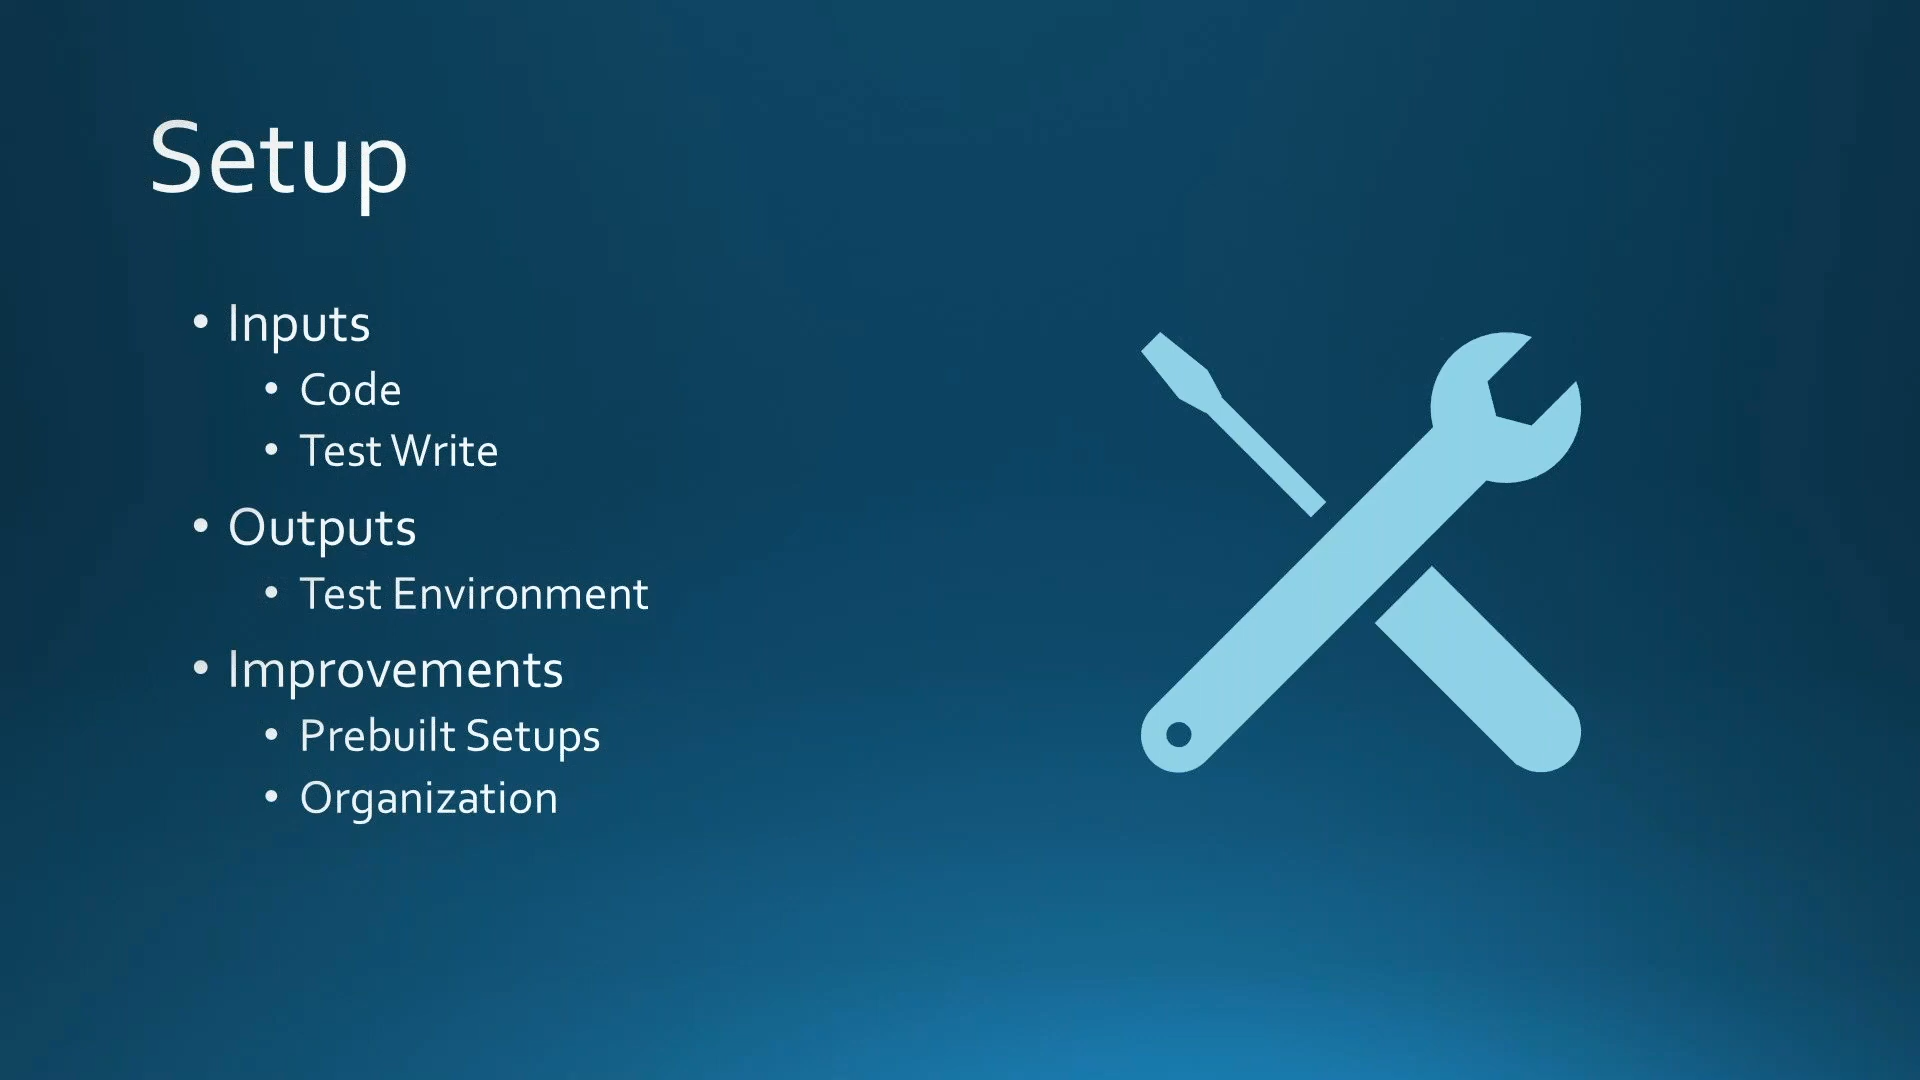 Setup
• Inputs
• Code
• Test Write
• Outputs
• Test Environment
• Improvements
• Prebuilt Setups
• Organization